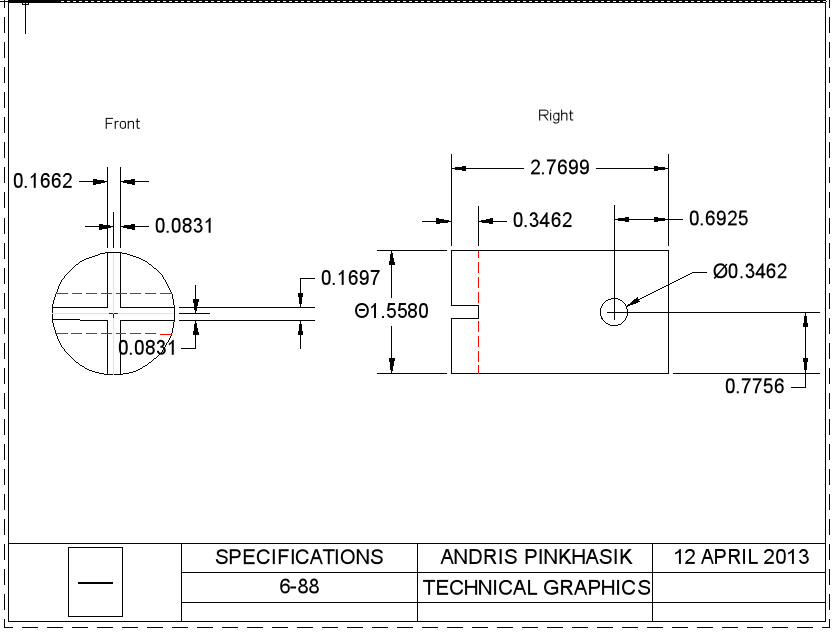 Front
Right
0.1662
2.7699
0.0831
0.3462
0.6925
0.1697
Ø0.3462
Θ1.5580
0.0831
0.7756
SPECIFICATIONS
ANDRIS PINKHASIK
12 APRIL 2013
6-88
TECHNICAL GRAPHICS